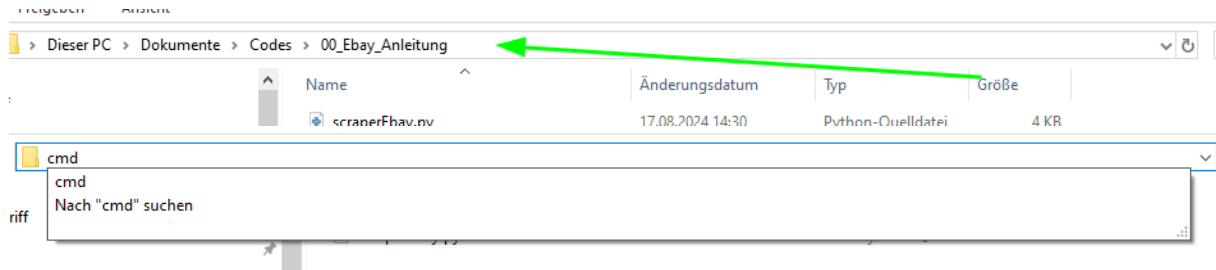 Freigeben Ansicht
Dieser PC > Dokumente > Codes > 00_Ebay_Anleitung
Name Änderungsdatum Typ Größe
scraperEbay.py 17.08.2024 14:30 Python-Quelldatei 4 KB
cmd
cmd
Nach "cmd" suchen
riff